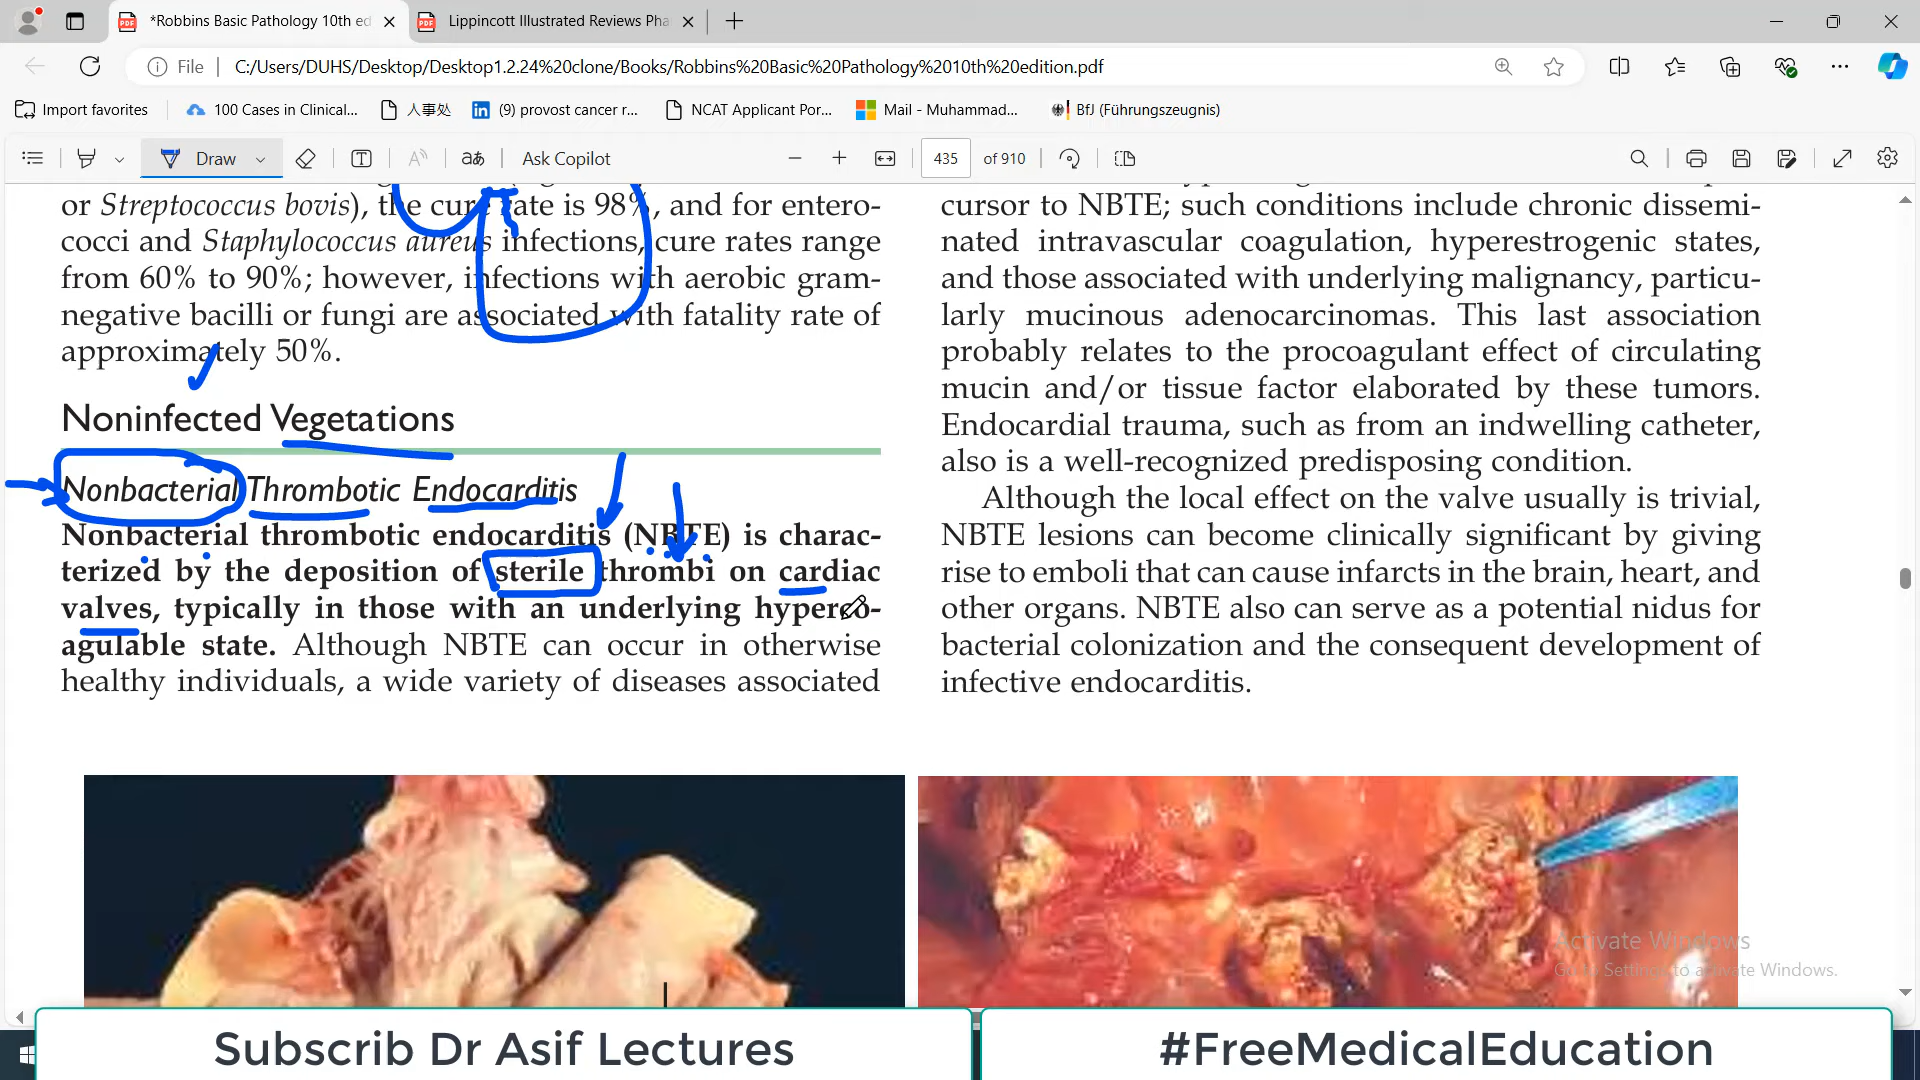 *Robbins Basic Pathology 10th ed
Lippincott Illustrated Reviews Pha
File
C:/Users/DUHS/Desktop/Desktop1.2.24%20clone/Books/Robbins%20Basic%20Pathology%2010th%20edition.pdf
Import favorites
100 Cases in Clinical...
人事处
(9) provost cancer r...
NCAT Applicant Por...
Mail - Muhammad...
BfJ (Führungszeugnis)
Draw
Ask Copilot
435 of 910
or Streptococcus bovis), the cure rate is 98%, and for entero-
cocci and Staphylococcus aureus infections, cure rates range
from 60% to 90%; however, infections with aerobic gram-
negative bacilli or fungi are associated with fatality rate of
approximately 50%.
Noninfected Vegetations
Nonbacterial Thrombotic Endocarditis
Nonbacterial thrombotic endocarditis (NBTE) is charac-
terized by the deposition of sterile thrombi on cardiac
valves, typically in those with an underlying hyperco-
agulable state. Although NBTE can occur in otherwise
healthy individuals, a wide variety of diseases associated
cursor to NBTE; such conditions include chronic dissemi-
nated intravascular coagulation, hyperestrogenic states,
and those associated with underlying malignancy, particu-
larly mucinous adenocarcinomas. This last association
probably relates to the procoagulant effect of circulating
mucin and/or tissue factor elaborated by these tumors.
Endocardial trauma, such as from an indwelling catheter,
also is a well-recognized predisposing condition.
Although the local effect on the valve usually is trivial,
NBTE lesions can become clinically significant by giving
rise to emboli that can cause infarcts in the brain, heart, and
other organs. NBTE also can serve as a potential nidus for
bacterial colonization and the consequent development of
infective endocarditis.
Activate Windows
Go to Settings to activate Windows.
Subscrib Dr Asif Lectures
#FreeMedicalEducation